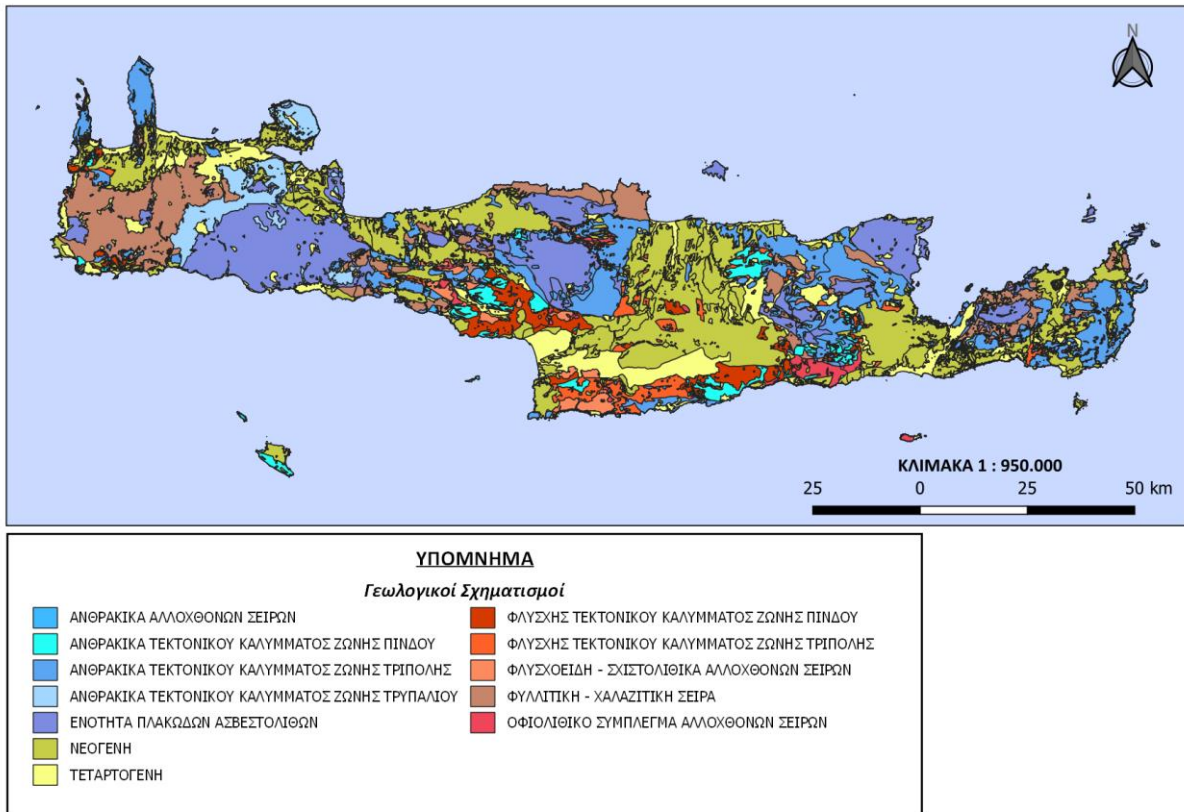 N
ΚΛΙΜΑΚΑ 1 : 950.000
25 0 25 50 km
ΥΠΟΜΝΗΜΑ
Γεωλογικοί Σχηματισμοί
ΑΝΘΡΑΚΙΚΑ ΑΛΛΟΧΘΟΝΩΝ ΣΕΙΡΩΝ
ΑΝΘΡΑΚΙΚΑ ΤΕΚΤΟΝΙΚΟΥ ΚΑΛΥΜΜΑΤΟΣ ΖΩΝΗΣ ΠΙΝΔΟΥ
ΑΝΘΡΑΚΙΚΑ ΤΕΚΤΟΝΙΚΟΥ ΚΑΛΥΜΜΑΤΟΣ ΖΩΝΗΣ ΤΡΙΠΟΛΗΣ
ΑΝΘΡΑΚΙΚΑ ΤΕΚΤΟΝΙΚΟΥ ΚΑΛΥΜΜΑΤΟΣ ΖΩΝΗΣ ΤΡΥΠΑΛΙΟΥ
ΕΝΟΤΗΤΑ ΠΛΑΚΩΔΩΝ ΑΣΒΕΣΤΟΛΙΘΩΝ
ΝΕΟΓΕΝΗ
ΤΕΤΑΡΤΟΓΕΝΗ
ΦΛΥΣΧΗΣ ΤΕΚΤΟΝΙΚΟΥ ΚΑΛΥΜΜΑΤΟΣ ΖΩΝΗΣ ΠΙΝΔΟΥ
ΦΛΥΣΧΗΣ ΤΕΚΤΟΝΙΚΟΥ ΚΑΛΥΜΜΑΤΟΣ ΖΩΝΗΣ ΤΡΙΠΟΛΗΣ
ΦΛΥΣΧΟΕΙΔΗ - ΣΧΙΣΤΟΛΙΘΙΚΑ ΑΛΛΟΧΘΟΝΩΝ ΣΕΙΡΩΝ
ΦΥΛΛΙΤΙΚΗ - ΧΑΛΑΖΙΤΙΚΗ ΣΕΙΡΑ
ΟΦΙΟΛΙΘΙΚΟ ΣΥΜΠΛΕΓΜΑ ΑΛΛΟΧΘΟΝΩΝ ΣΕΙΡΩΝ